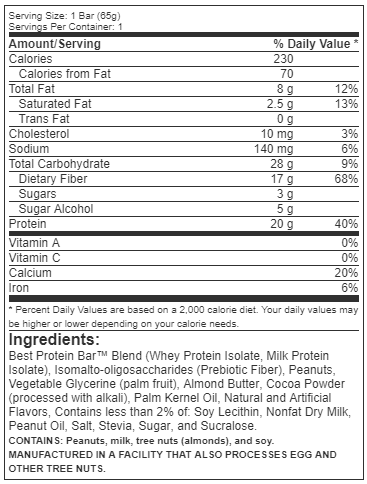 Serving Size: 1 Bar (65g)
Servings Per Container: 1
Amount/Serving % Daily Value *
Calories 230
Calories from Fat 70
Total Fat 8 g 12%
Saturated Fat 2.5 g 13%
Trans Fat 0 g
Cholesterol 10 mg 3%
Sodium 140 mg 6%
Total Carbohydrate 28 g 9%
Dietary Fiber 17 g 68%
Sugars 3 g
Sugar Alcohol 5 g
Protein 20 g 40%
Vitamin A 0%
Vitamin C 0%
Calcium 20%
Iron 6%
* Percent Daily Values are based on a 2,000 calorie diet. Your daily values may
be higher or lower depending on your calorie needs.
Ingredients:
Best Protein Bar™ Blend (Whey Protein Isolate, Milk Protein
Isolate), Isomalto-oligosaccharides (Prebiotic Fiber), Peanuts,
Vegetable Glycerine (palm fruit), Almond Butter, Cocoa Powder
(processed with alkali), Palm Kernel Oil, Natural and Artificial
Flavors, Contains less than 2% of: Soy Lecithin, Nonfat Dry Milk,
Peanut Oil, Salt, Stevia, Sugar, and Sucralose.
CONTAINS: Peanuts, milk, tree nuts (almonds), and soy.
MANUFACTURED IN A FACILITY THAT ALSO PROCESSES EGG AND
OTHER TREE NUTS.